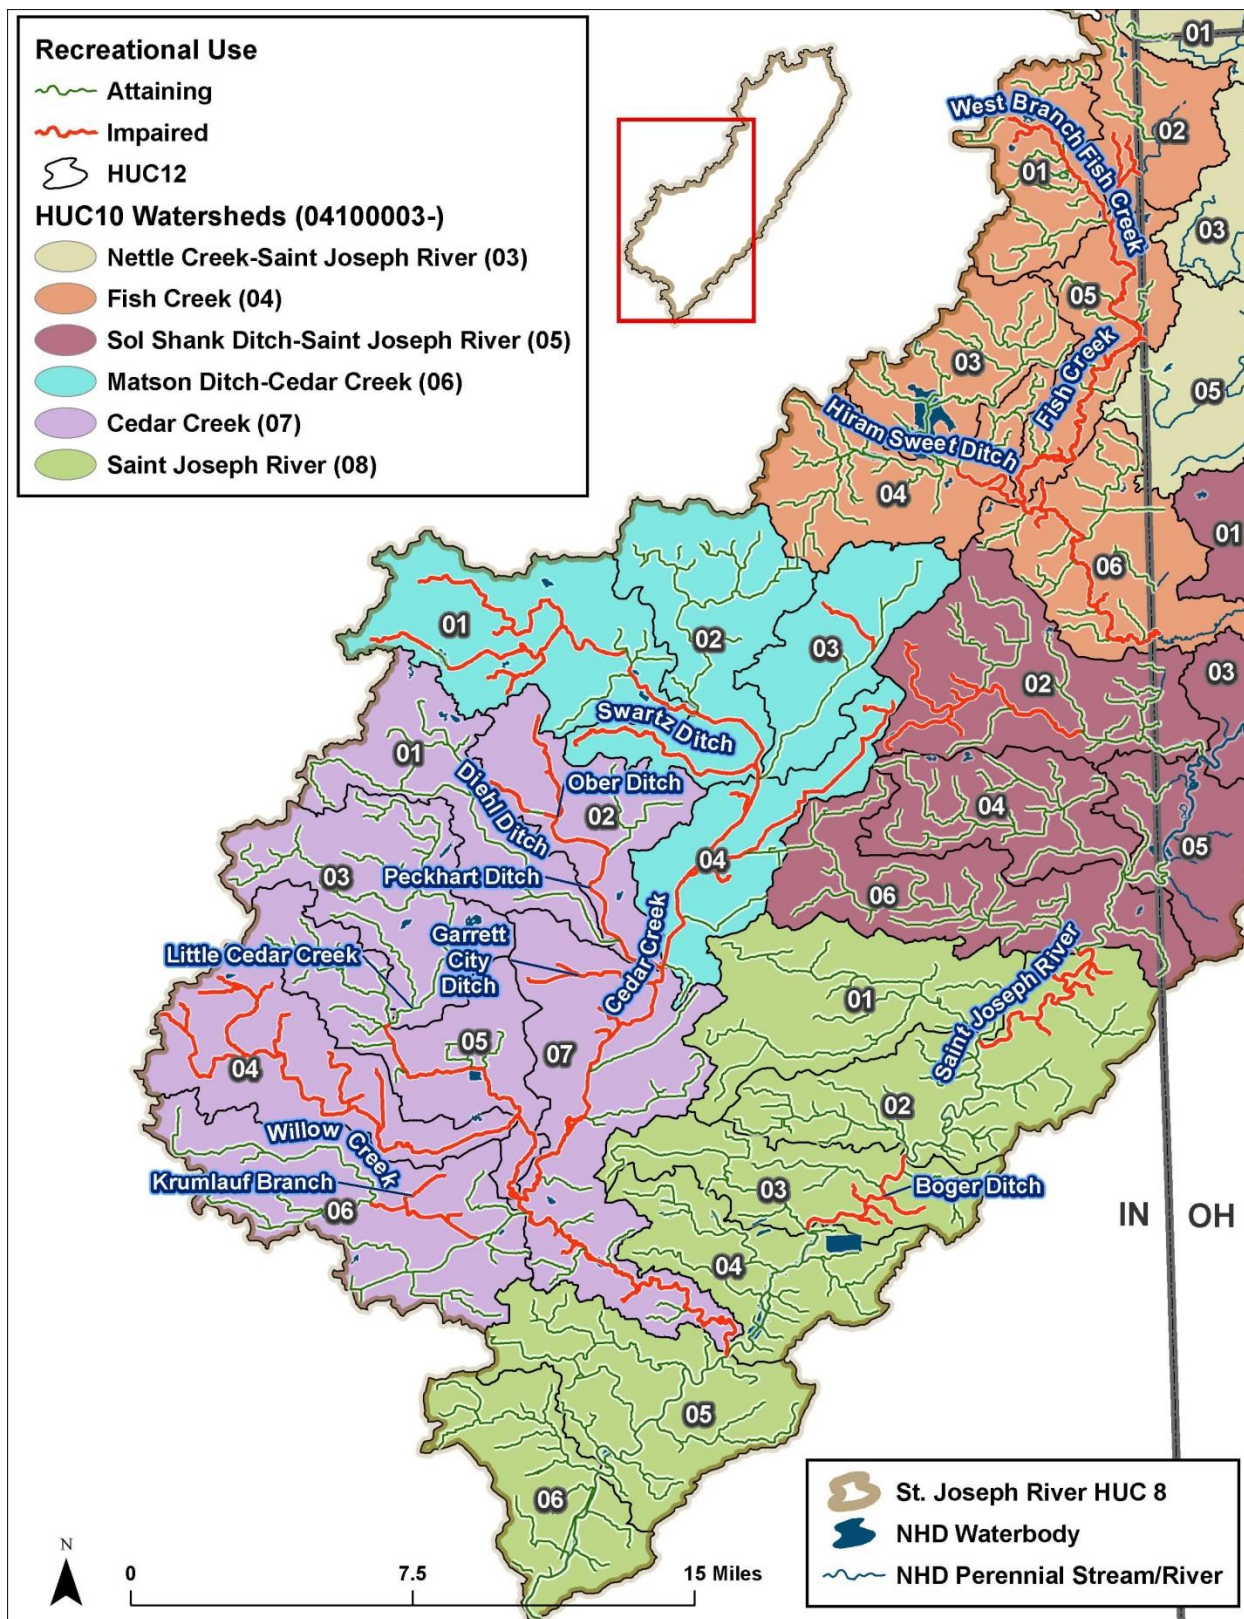 Recreational Use
Attaining
Impaired
HUC12
HUC10 Watersheds (04100003-)
Nettle Creek-Saint Joseph River (03)
Fish Creek (04)
Sol Shank Ditch-Saint Joseph River (05)
Matson Ditch-Cedar Creek (06)
Cedar Creek (07)
Saint Joseph River (08)
01
West Branch Fish Creek
02
01
03
05
03
Fish Creek
05
Hiram Sweet Ditch
04
01
06
01
02
03
02
03
Swartz Ditch
01
Diehl Ditch
Ober Ditch
02
04
05
04
03
Peckhart Ditch
06
Little Cedar Creek
Garrett
City
Ditch
Cedar Creek
Saint Joseph River
01
04
05
07
02
Willow Creek
Krumlauf Branch
03
Boger Ditch
06
IN
OH
04
05
06
St. Joseph River HUC 8
NHD Waterbody
NHD Perennial Stream/River
N
0
7.5
15 Miles